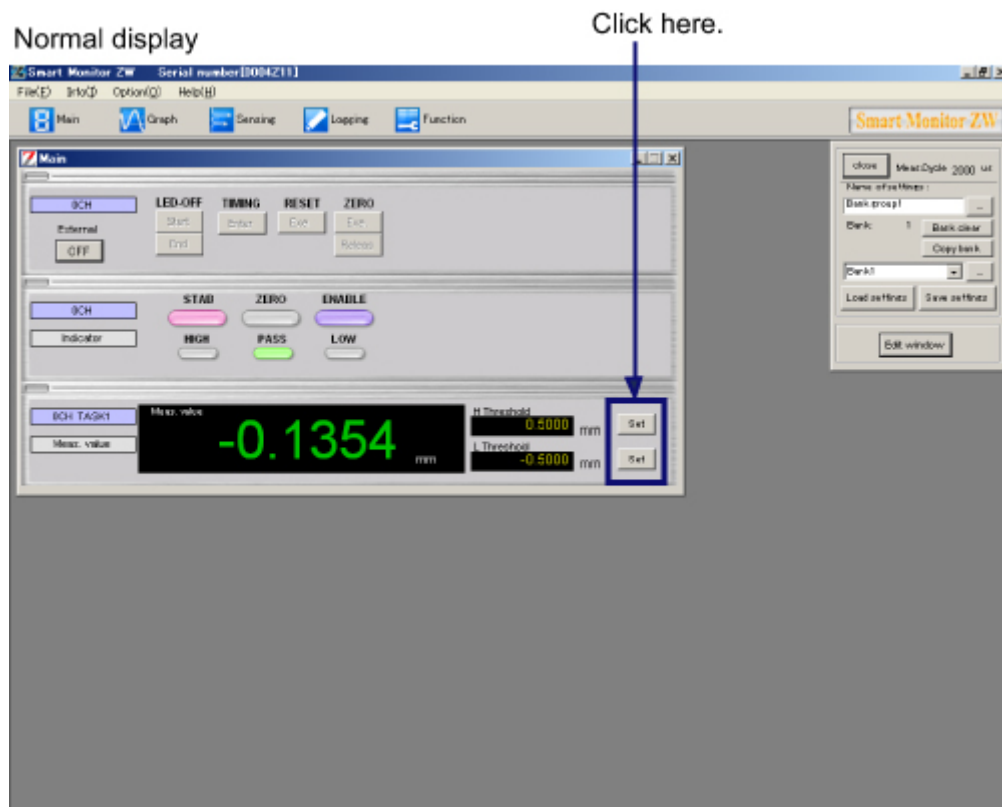 Click here.
Normal display
Smart Monitor ZW Serial number[0004Z11]
File(F) Info(I) Option(O) Help(H)
Main Graph Sensing Logging Function
Smart Monitor ZW
Main
0CH LED-OFF TIMING RESET ZERO
Start Enter Exe. Exe.
External End Release
OFF
0CH STAB ZERO ENABLE
Indicator HIGH PASS LOW
0CH TASK1 Meas. value H Threshold
0.5000 mm Set
Meas. value -0.1354 mm L Threshold
-0.5000 mm Set
close Meas.Cycle 2000 us
Name of settings :
Bank group1 ...
Bank: 1 Bank clear
Copy bank
Bank1 ...
Load settings Save settings
Edit window